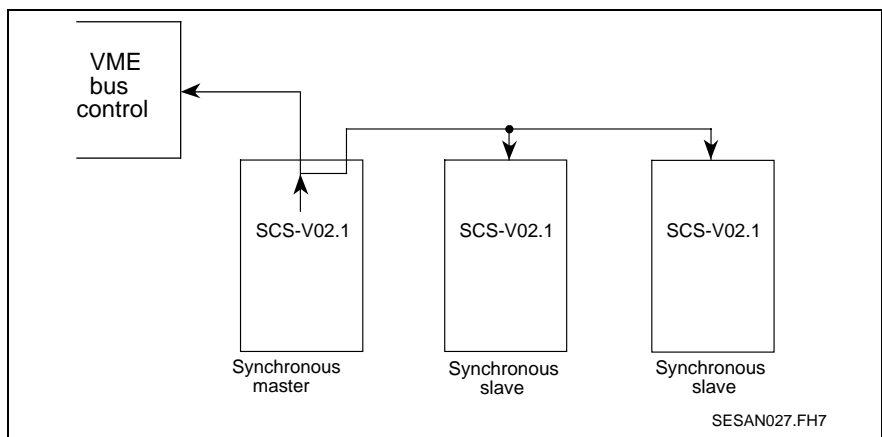 VME
bus
control
SCS-V02.1
SCS-V02.1
SCS-V02.1
Synchronous
master
Synchronous
slave
Synchronous
slave
SESAN027.FH7